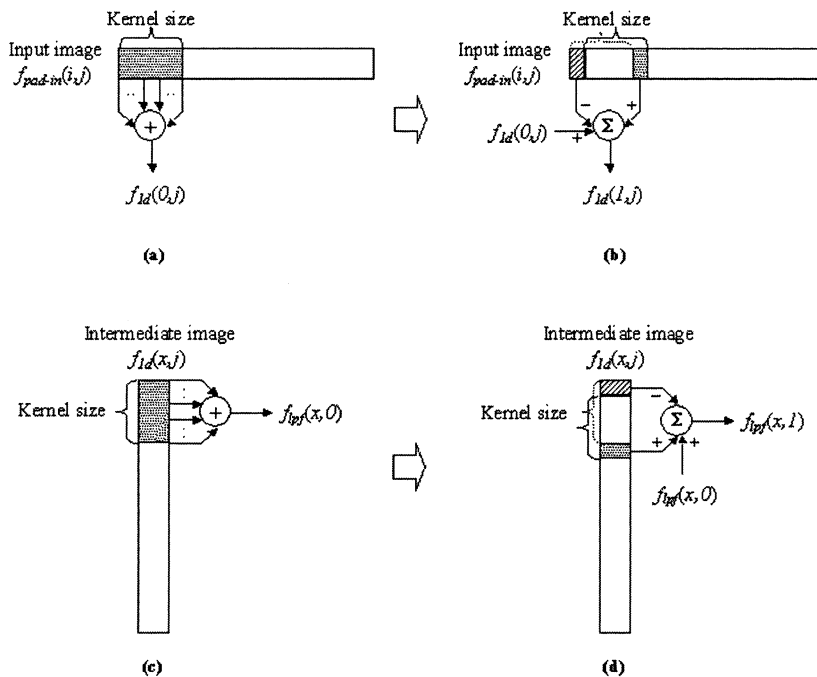 Kernel size
Input image
f_pad-in(i,j)
+
f_1d(0,j)
(a)
Kernel size
Input image
f_pad-in(i,j)
− +
f_1d(0,j) + Σ
f_1d(1,j)
(b)
Intermediate image
f_1d(x,j)
Kernel size
+
f_lpf(x,0)
(c)
Intermediate image
f_1d(x,j)
−
Kernel size
Σ
f_lpf(x,1)
+ +
f_lpf(x,0)
(d)